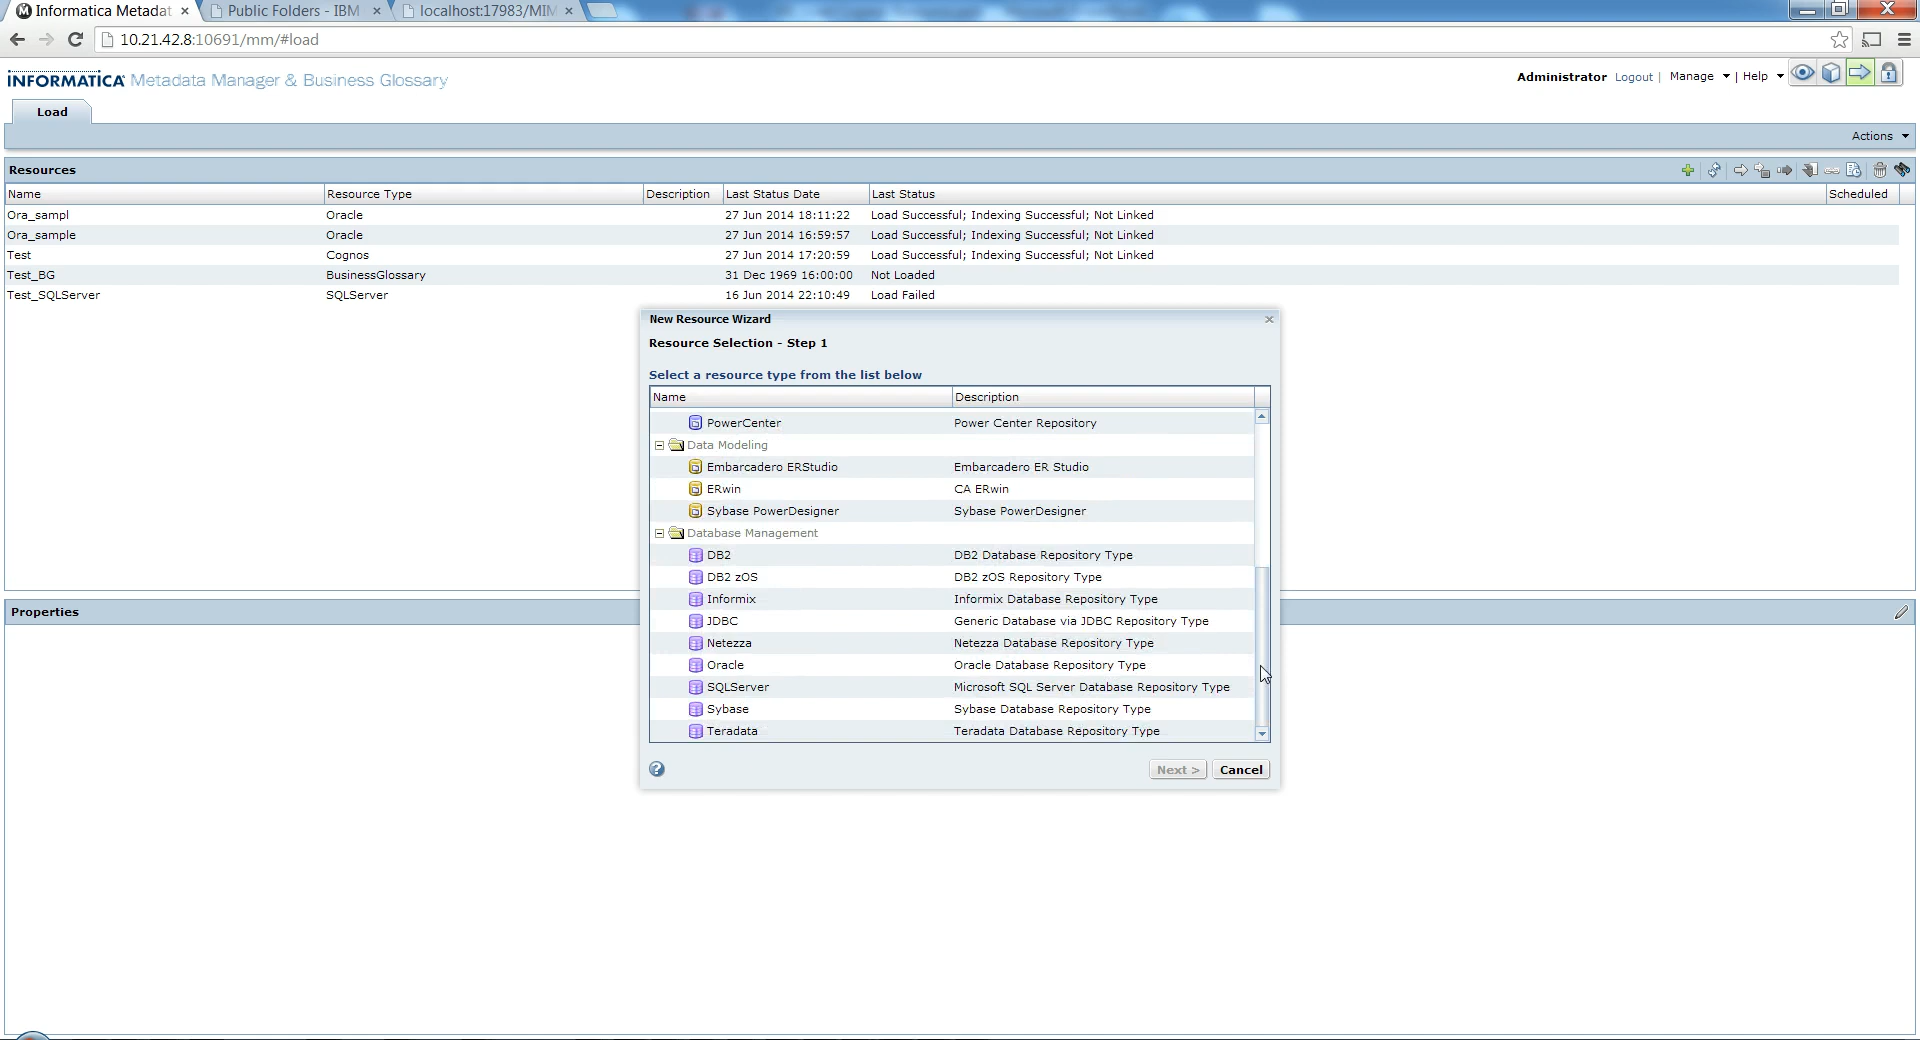 Informatica Metadat
Public Folders - IBM
localhost:17983/MIM
10.21.42.8:10691/mm/#load
INFORMATICA Metadata Manager & Business Glossary
Administrator Logout | Manage | Help
Load
Actions
Resources
Name Resource Type Description Last Status Date Last Status Scheduled
Ora_sampl Oracle 27 Jun 2014 18:11:22 Load Successful; Indexing Successful; Not Linked
Ora_sample Oracle 27 Jun 2014 16:59:57 Load Successful; Indexing Successful; Not Linked
Test Cognos 27 Jun 2014 17:20:59 Load Successful; Indexing Successful; Not Linked
Test_BG BusinessGlossary 31 Dec 1969 16:00:00 Not Loaded
Test_SQLServer SQLServer 16 Jun 2014 22:10:49 Load Failed
New Resource Wizard
Resource Selection - Step 1
Select a resource type from the list below
Name Description
PowerCenter Power Center Repository
Data Modeling
Embarcadero ERStudio Embarcadero ER Studio
ERwin CA ERwin
Sybase PowerDesigner Sybase PowerDesigner
Database Management
DB2 DB2 Database Repository Type
DB2 zOS DB2 zOS Repository Type
Informix Informix Database Repository Type
JDBC Generic Database via JDBC Repository Type
Netezza Netezza Database Repository Type
Oracle Oracle Database Repository Type
SQLServer Microsoft SQL Server Database Repository Type
Sybase Sybase Database Repository Type
Teradata Teradata Database Repository Type
Next > Cancel
Properties